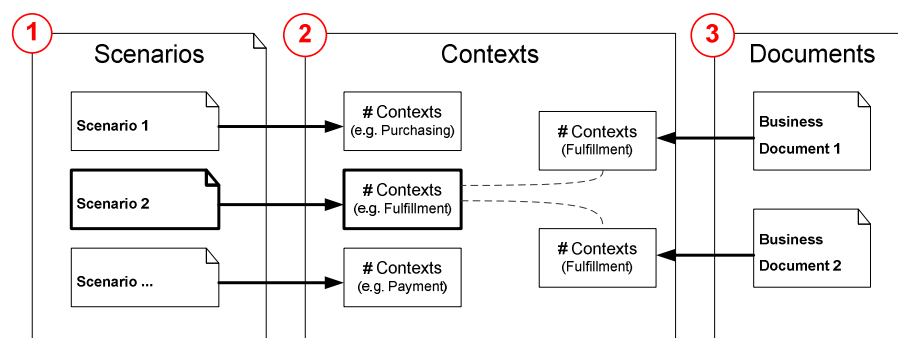 1
Scenarios
Scenario 1
Scenario 2
Scenario ...
2
Contexts
# Contexts
(e.g. Purchasing)
# Contexts
(e.g. Fulfillment)
# Contexts
(e.g. Payment)
# Contexts
(Fulfillment)
# Contexts
(Fulfillment)
3
Documents
Business
Document 1
Business
Document 2